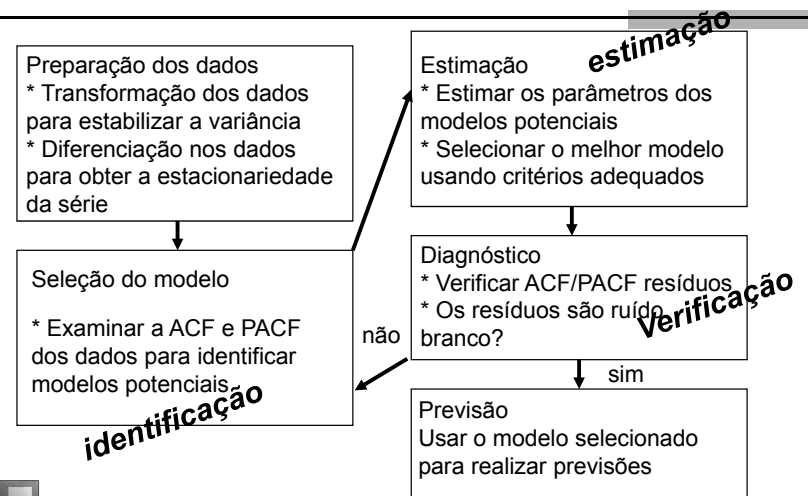 Preparação dos dados
* Transformação dos dados
para estabilizar a variância
* Diferenciação nos dados
para obter a estacionariedade
da série
Seleção do modelo
* Examinar a ACF e PACF
dos dados para identificar
modelos potenciais
identificação
estimação
Estimação
* Estimar os parâmetros dos
modelos potenciais
* Selecionar o melhor modelo
usando critérios adequados
Diagnóstico
* Verificar ACF/PACF resíduos
* Os resíduos são ruído
branco?
Verificação
não
sim
Previsão
Usar o modelo selecionado
para realizar previsões